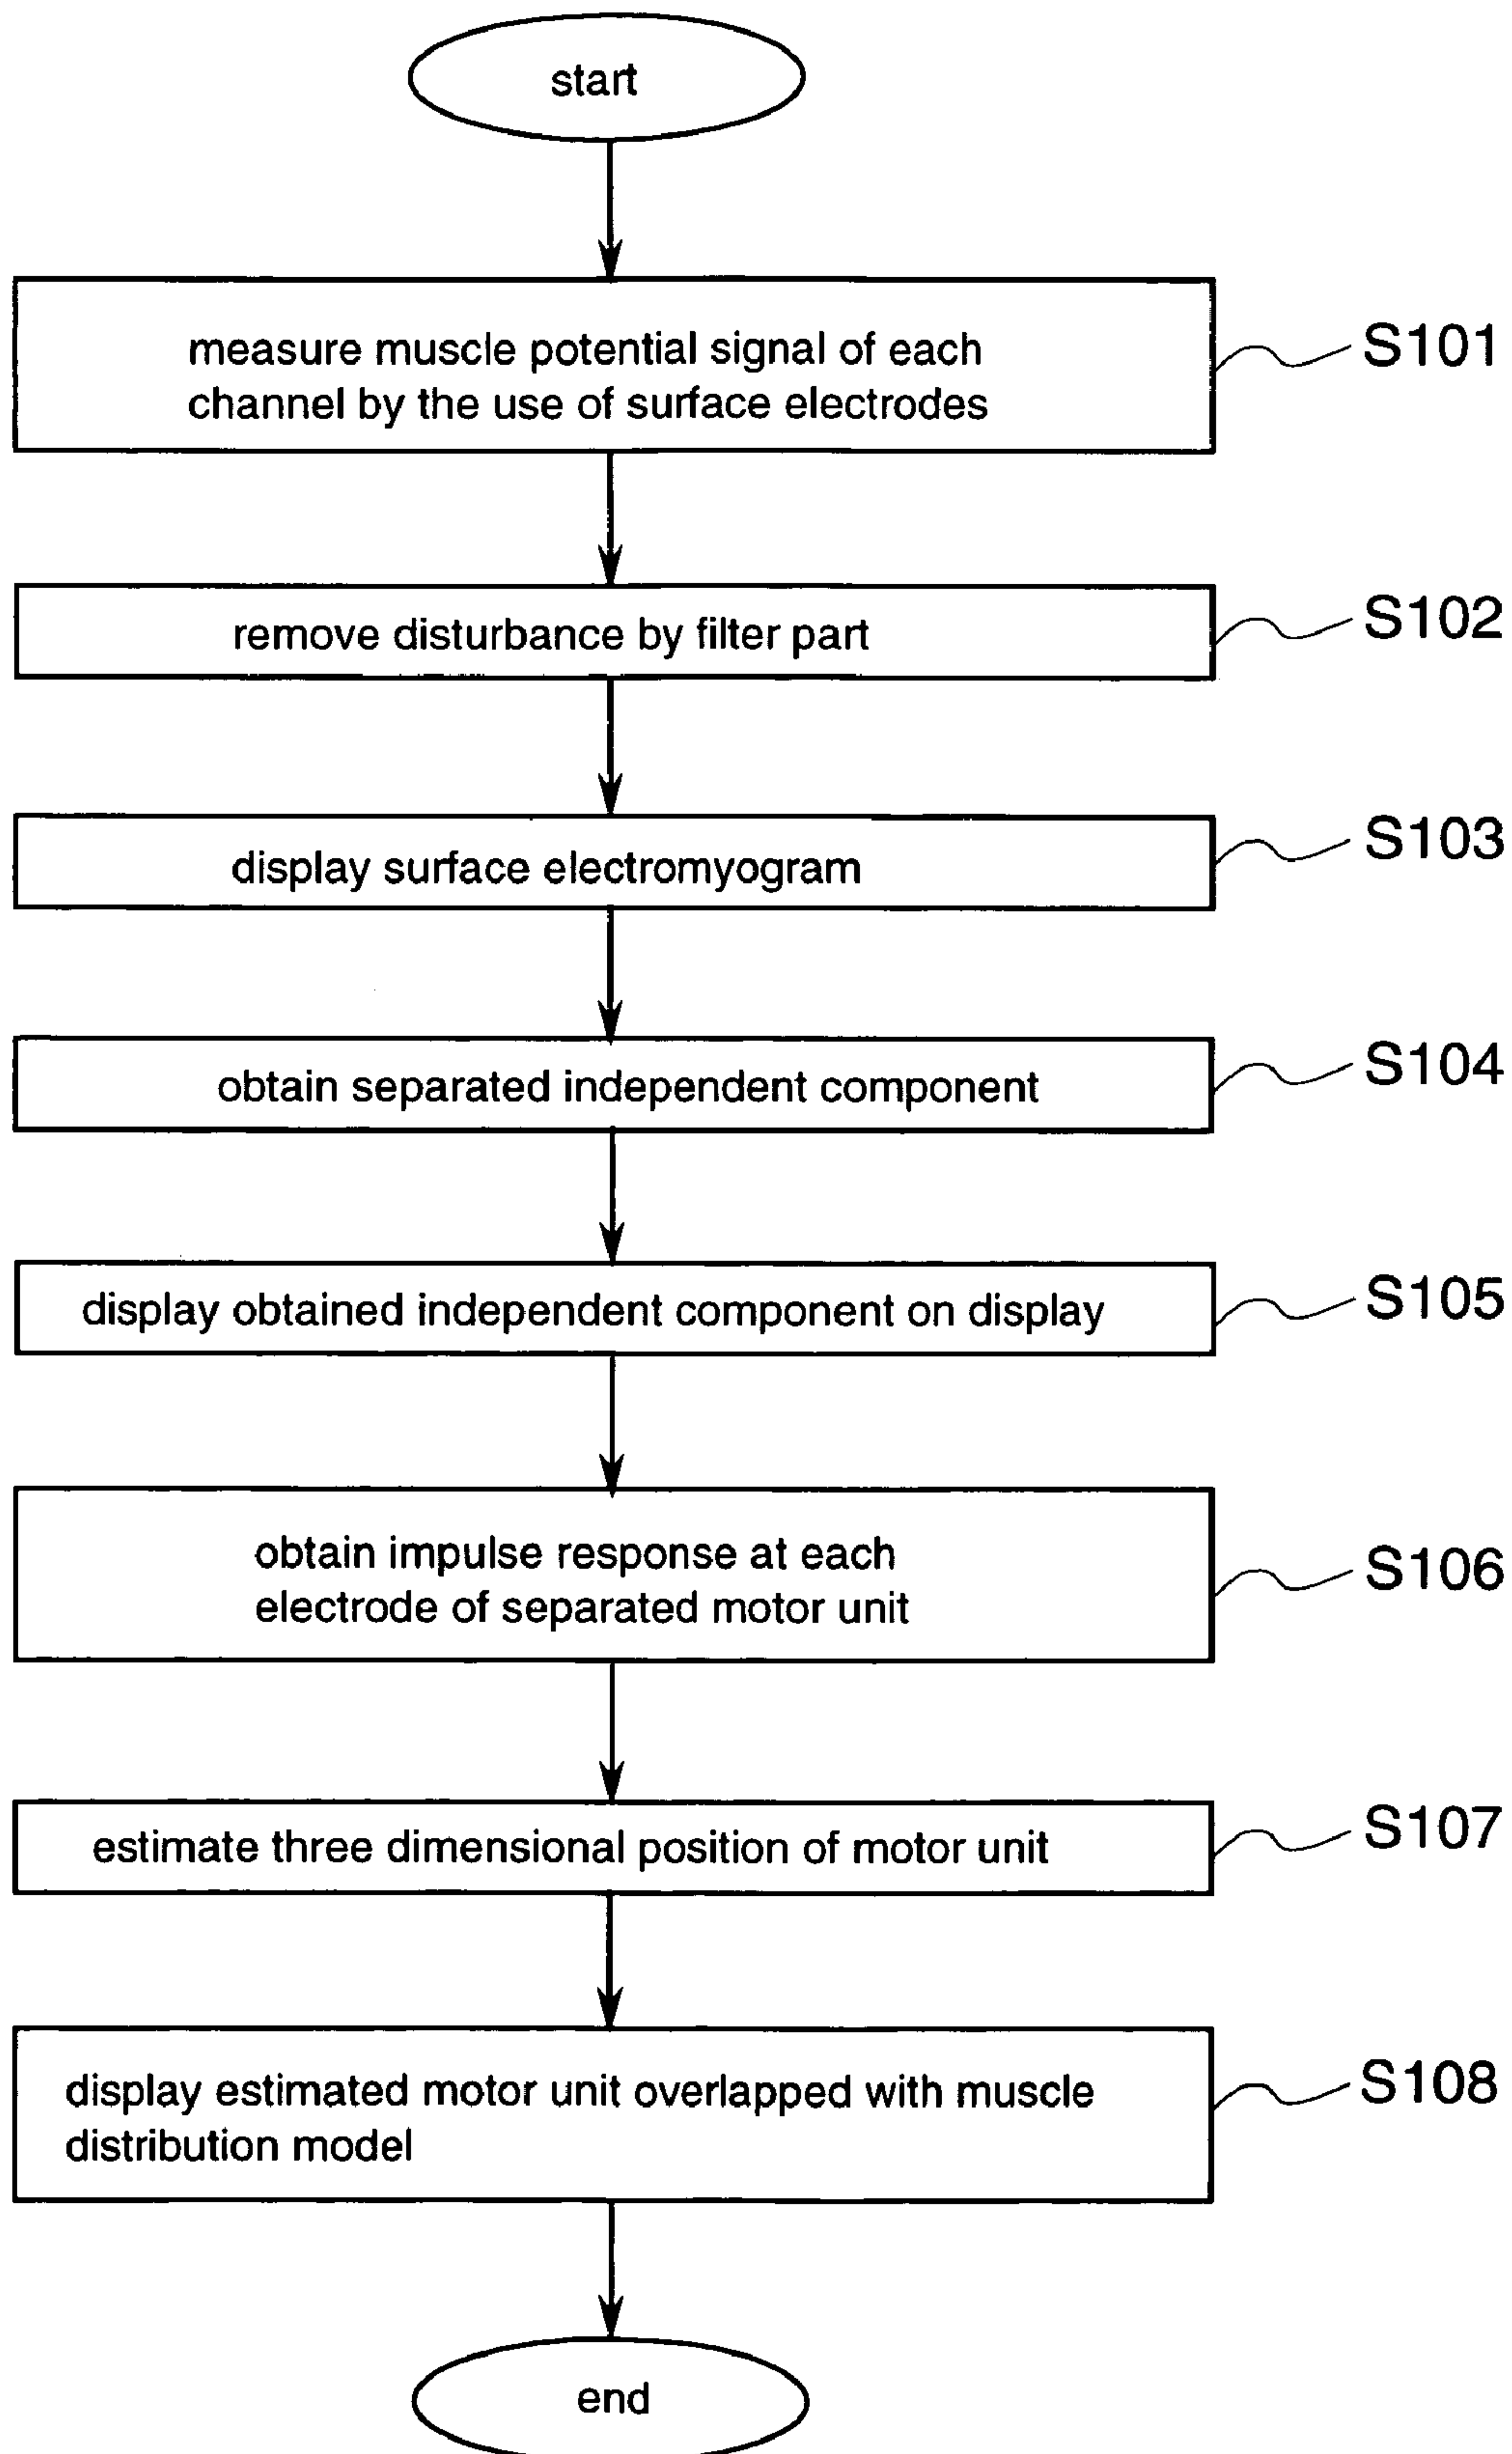 start
measure muscle potential signal of each
channel by the use of surface electrodes
S101
remove disturbance by filter part
S102
display surface electromyogram
S103
obtain separated independent component
S104
display obtained independent component on display
S105
obtain impulse response at each
electrode of separated motor unit
S106
estimate three dimensional position of motor unit
S107
display estimated motor unit overlapped with muscle
distribution model
S108
end